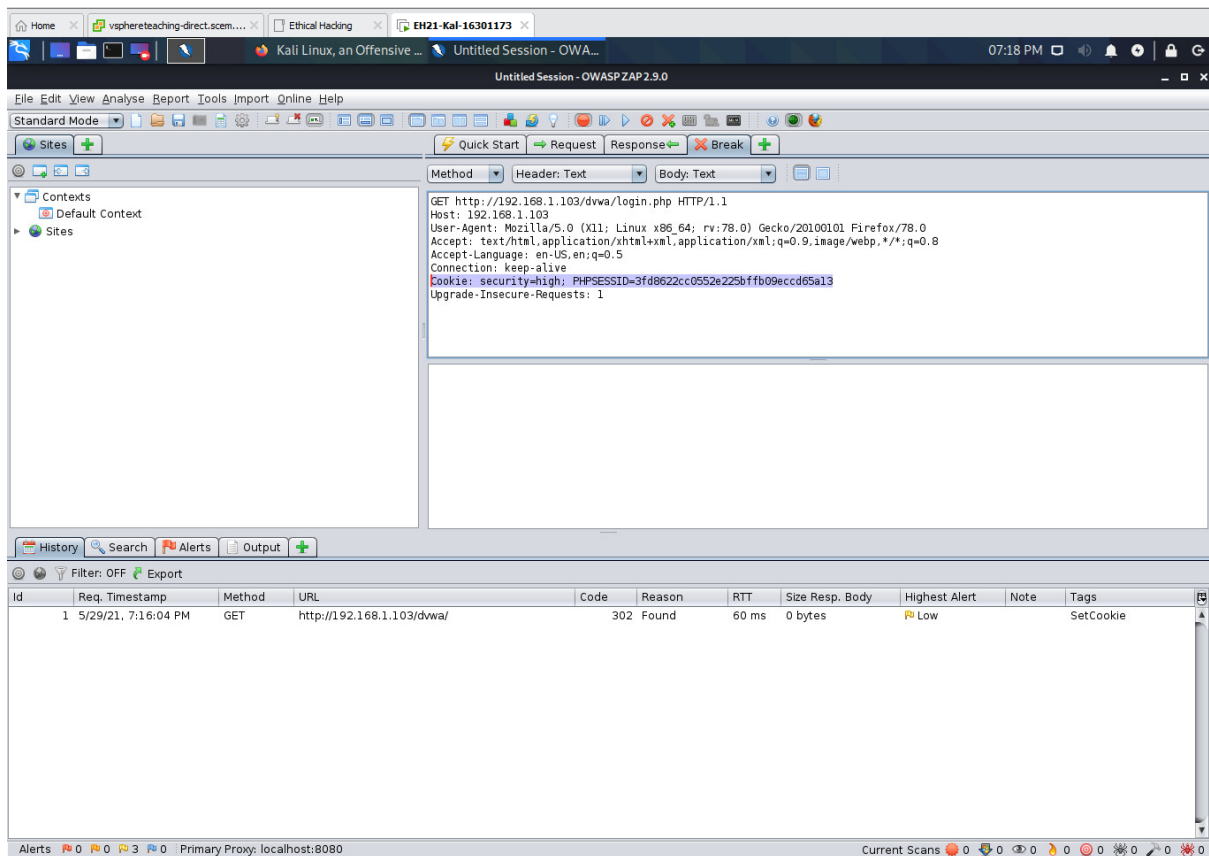 Home vsphereteaching-direct.scem.... Ethical Hacking EH21-Kal-16301173
Kali Linux, an Offensive ... Untitled Session - OWA... 07:18 PM
Untitled Session - OWASP ZAP 2.9.0
File Edit View Analyse Report Tools Import Online Help
Standard Mode
Sites Quick Start Request Response Break
Method Header: Text Body: Text
Contexts
Default Context
Sites
GET http://192.168.1.103/dvwa/login.php HTTP/1.1
Host: 192.168.1.103
User-Agent: Mozilla/5.0 (X11; Linux x86_64; rv:78.0) Gecko/20100101 Firefox/78.0
Accept: text/html,application/xhtml+xml,application/xml;q=0.9,image/webp,*/*;q=0.8
Accept-Language: en-US,en;q=0.5
Connection: keep-alive
Cookie: security=high; PHPSESSID=3fd8622cc0552e225bffb09eccd65a13
Upgrade-Insecure-Requests: 1
History Search Alerts Output
Filter: OFF Export
Id Req. Timestamp Method URL Code Reason RTT Size Resp. Body Highest Alert Note Tags
1 5/29/21, 7:16:04 PM GET http://192.168.1.103/dvwa/ 302 Found 60 ms 0 bytes Low SetCookie
Alerts 0 0 3 0 Primary Proxy: localhost:8080 Current Scans 0 0 0 0 0 0 0 0